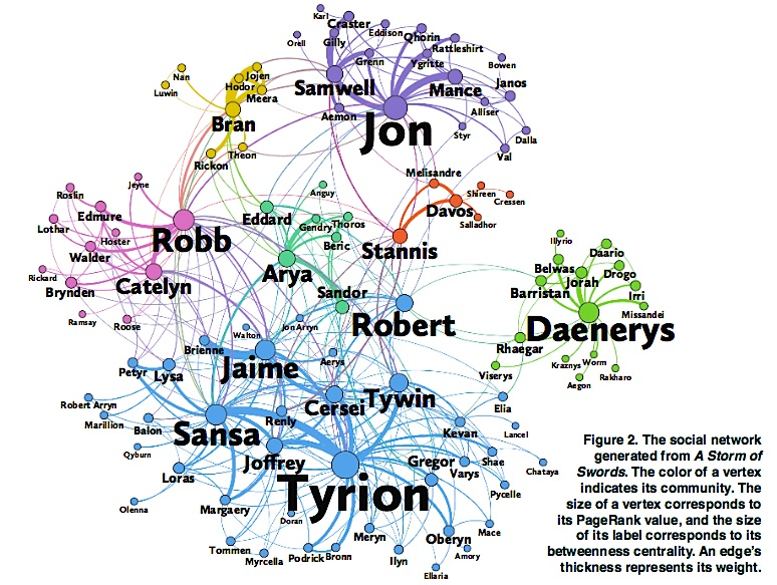 Karl
Craster
Eddison
Qhorin
Orell
Gilly
Rattleshirt
Grenn
Ygritte
Bowen
Nan
Jojen
Hodor
Samwell
Mance
Janos
Luwin
Meera
Aemon
Alliser
Bran
Jon
Styr
Dalla
Theon
Val
Rickon
Melisandre
Jeyne
Anguy
Shireen
Cressen
Roslin
Edmure
Eddard
Davos
Salladhor
Lothar
Hoster
Robb
Gendry
Thoros
Beric
Stannis
Illyrio
Daario
Walder
Arya
Belwas
Jorah
Drogo
Rickard
Catelyn
Sandor
Barristan
Irri
Brynden
Missandei
Ramsay
Roose
Walton
Jon Arryn
Robert
Daenerys
Brienne
Rhaegar
Petyr
Lysa
Jaime
Aerys
Kraznys
Worm
Viserys
Aegon
Rakharo
Robert Arryn
Cersei
Tywin
Elia
Marillion
Balon
Renly
Sansa
Kevan
Lancel
Qyburn
Joffrey
Gregor
Varys
Shae
Chataya
Loras
Tyrion
Pycelle
Olenna
Margaery
Doran
Meryn
Oberyn
Mace
Tommen
Myrcella
Podrick
Bronn
Ilyn
Amory
Ellaria
Figure 2. The social network
generated from A Storm of
Swords. The color of a vertex
indicates its community. The
size of a vertex corresponds to
its PageRank value, and the size
of its label corresponds to its
betweenness centrality. An edge’s
thickness represents its weight.